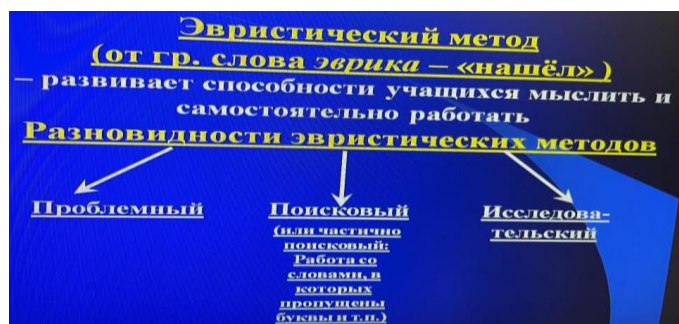 Эвристический метод
(от гр. слова эврика – «нашёл» )
– развивает способности учащихся мыслить и
самостоятельно работать
Разновидности эвристических методов
Проблемный
Поисковый
(или частично
поисковый:
Работа со
словами, в
которых
пропущены
буквы и т.п.)
Исследова-
тельский